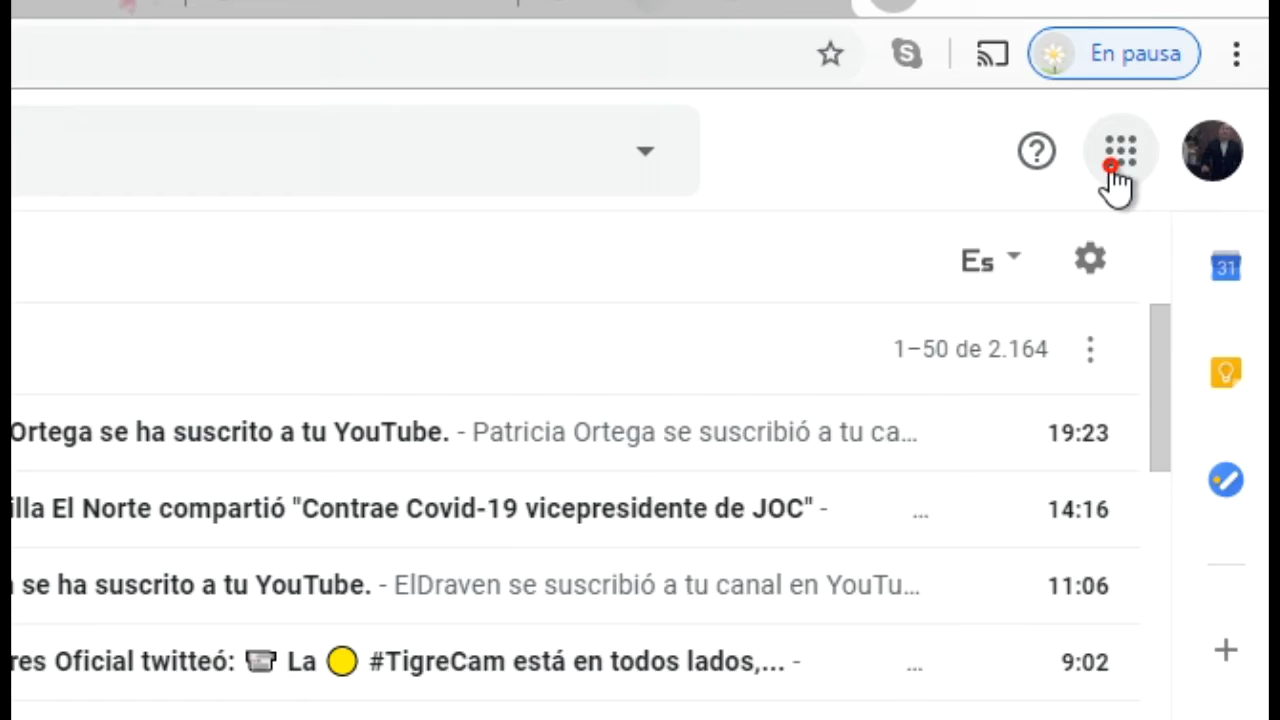 En pausa
Es
31
1–50 de 2.164
Ortega se ha suscrito a tu YouTube. - Patricia Ortega se suscribió a tu ca... 19:23
illa El Norte compartió "Contrae Covid-19 vicepresidente de JOC" - ... 14:16
se ha suscrito a tu YouTube. - ElDraven se suscribió a tu canal en YouTu... 11:06
res Oficial twitteó: 📨 La 🟡 #TigreCam está en todos lados,... - ... 9:02